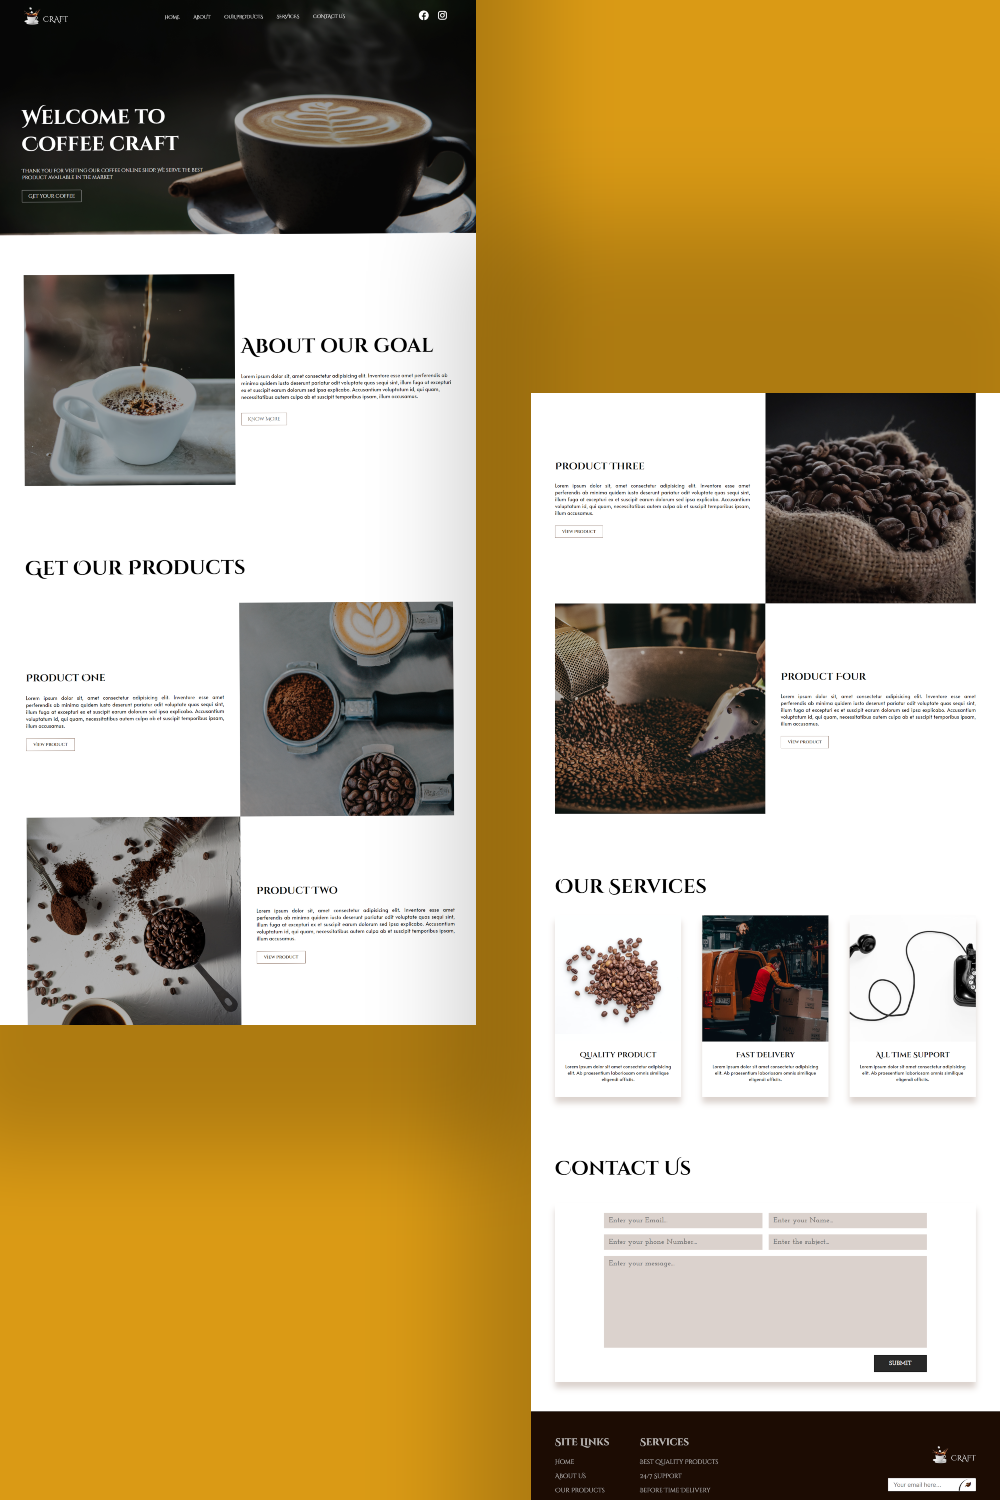 CRAFT
HOME ABOUT OUR PRODUCTS SERVICES CONTACT US
WELCOME TO
COFFEE CRAFT
THANK YOU FOR VISITING OUR COFFEE ONLINE SHOP, WE SERVE THE BEST
PRODUCT AVAILABLE IN THE MARKET
GET YOUR COFFEE
ABOUT OUR GOAL
Lorem ipsum dolor sit, amet consectetur adipisicing elit. Inventore esse amet perferendis ab
minima quidem iusto deserunt pariatur odit voluptate quas sequi sint, illum fuga at excepturi
ex et suscipit earum dolorum sed ipsa explicabo. Accusantium voluptatum id, qui quam,
necessitatibus autem culpa ab et suscipit temporibus ipsam, illum accusamus.
KNOW MORE
GET OUR PRODUCTS
PRODUCT ONE
Lorem ipsum dolor sit, amet consectetur adipisicing elit. Inventore esse amet
perferendis ab minima quidem iusto deserunt pariatur odit voluptate quas sequi sint,
illum fuga at excepturi ex et suscipit earum dolorum sed ipsa explicabo. Accusantium
voluptatum id, qui quam, necessitatibus autem culpa ab et suscipit temporibus ipsam,
illum accusamus.
VIEW PRODUCT
PRODUCT TWO
Lorem ipsum dolor sit, amet consectetur adipisicing elit. Inventore esse amet
perferendis ab minima quidem iusto deserunt pariatur odit voluptate quas sequi sint,
illum fuga at excepturi ex et suscipit earum dolorum sed ipsa explicabo. Accusantium
voluptatum id, qui quam, necessitatibus autem culpa ab et suscipit temporibus ipsam,
illum accusamus.
VIEW PRODUCT
PRODUCT THREE
Lorem ipsum dolor sit, amet consectetur adipisicing elit. Inventore esse amet
perferendis ab minima quidem iusto deserunt pariatur odit voluptate quas sequi sint,
illum fuga at excepturi ex et suscipit earum dolorum sed ipsa explicabo. Accusantium
voluptatum id, qui quam, necessitatibus autem culpa ab et suscipit temporibus ipsam,
illum accusamus.
VIEW PRODUCT
PRODUCT FOUR
Lorem ipsum dolor sit, amet consectetur adipisicing elit. Inventore esse amet
perferendis ab minima quidem iusto deserunt pariatur odit voluptate quas sequi sint,
illum fuga at excepturi ex et suscipit earum dolorum sed ipsa explicabo. Accusantium
voluptatum id, qui quam, necessitatibus autem culpa ab et suscipit temporibus ipsam,
illum accusamus.
VIEW PRODUCT
OUR SERVICES
QUALITY PRODUCT
Lorem ipsum dolor sit amet consectetur adipisicing
elit. Ab praesentium laboriosam omnis similique
eligendi officiis.
FAST DELIVERY
Lorem ipsum dolor sit amet consectetur adipisicing
elit. Ab praesentium laboriosam omnis similique
eligendi officiis.
ALL TIME SUPPORT
Lorem ipsum dolor sit amet consectetur adipisicing
elit. Ab praesentium laboriosam omnis similique
eligendi officiis.
CONTACT US
Enter your Email... Enter your Name...
Enter your phone Number... Enter the subject...
Enter your message...
SUBMIT
SITE LINKS
HOME
ABOUT US
OUR PRODUCTS
SERVICES
BEST QUALITY PRODUCTS
24/7 SUPPORT
BEFORE TIME DELIVERY
CRAFT
Your email here...